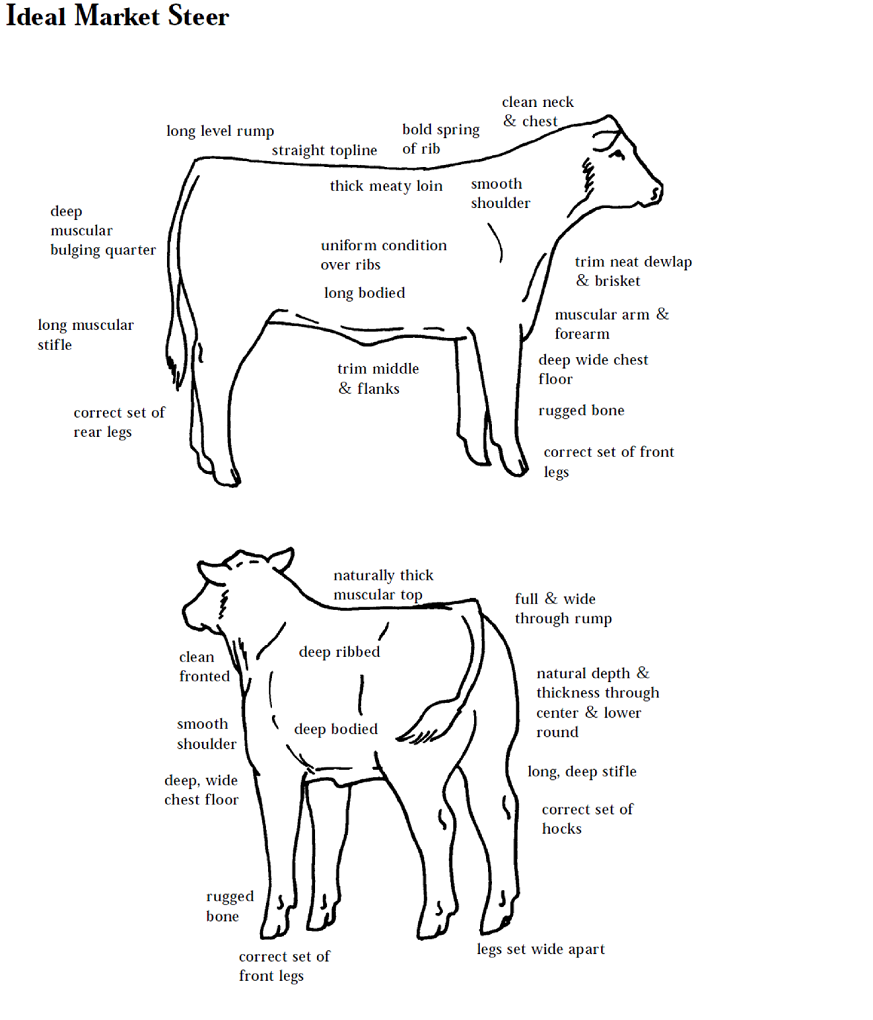 Ideal Market Steer
clean neck
& chest
long level rump
bold spring
of rib
straight topline
thick meaty loin
smooth
shoulder
deep
muscular
bulging quarter
uniform condition
over ribs
trim neat dewlap
& brisket
long bodied
long muscular
stifle
muscular arm &
forearm
trim middle
& flanks
deep wide chest
floor
correct set of
rear legs
rugged bone
correct set of front
legs
naturally thick
muscular top
full & wide
through rump
clean
fronted
deep ribbed
natural depth &
thickness through
center & lower
round
smooth
shoulder
deep bodied
deep, wide
chest floor
long, deep stifle
correct set of
hocks
rugged
bone
correct set of
front legs
legs set wide apart